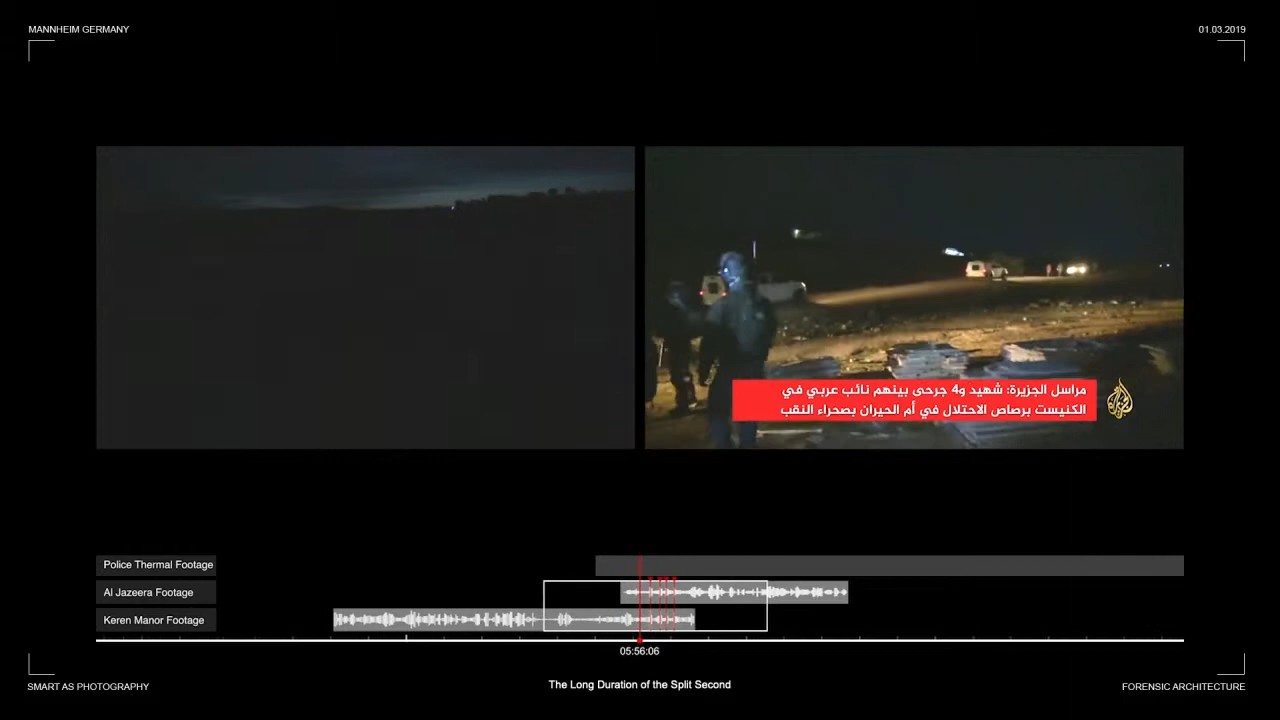 MANNHEIM GERMANY
01.03.2019
مراسل الجزيرة: شهيد و4 جرحى بينهم نائب عربي في
الكنيست برصاص الاحتلال في أم الحيران بصحراء النقب
Police Thermal Footage
Al Jazeera Footage
Keren Manor Footage
05:56:06
SMART AS PHOTOGRAPHY
The Long Duration of the Split Second
FORENSIC ARCHITECTURE